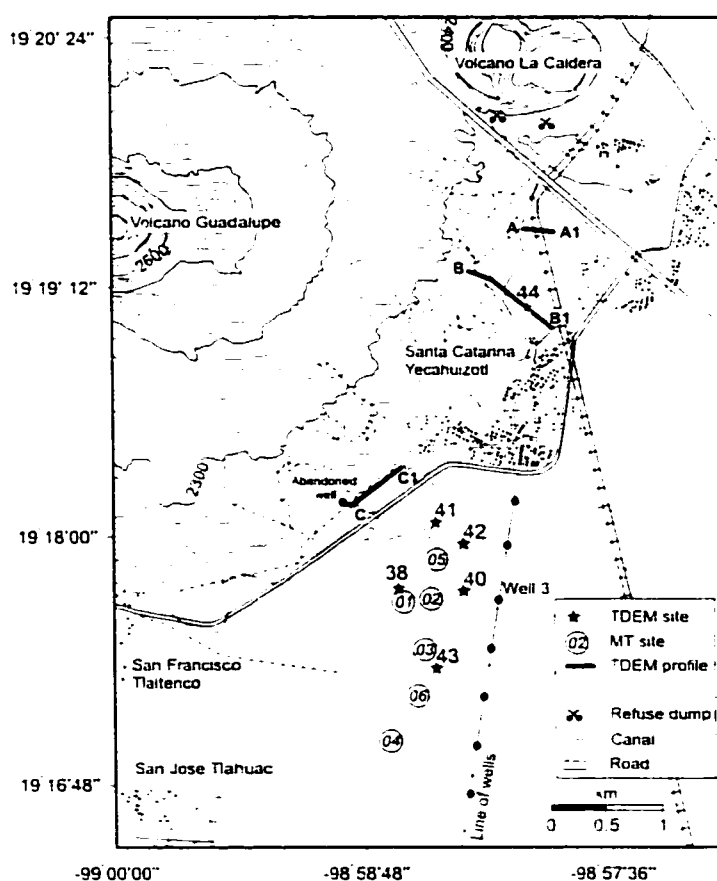 19 20' 24"
2400
Volcano La Caldera
Volcano Guadalupe
2600
A
A1
19 19' 12"
B
44
B1
Santa Catarina
Yecahuizotl
2300
Abandoned
well
C1
C
41
19 18' 00"
42
05
38
40
01
02
Well 3
03
43
06
04
San Francisco
Tlaltenco
San Jose Tlahuac
19 16' 48"
Line of wells
TDEM site
02
MT site
TDEM profile
Refuse dump
Canal
Road
km
0 0.5 1
-99 00'00"
-98 58'48"
-98 57'36"